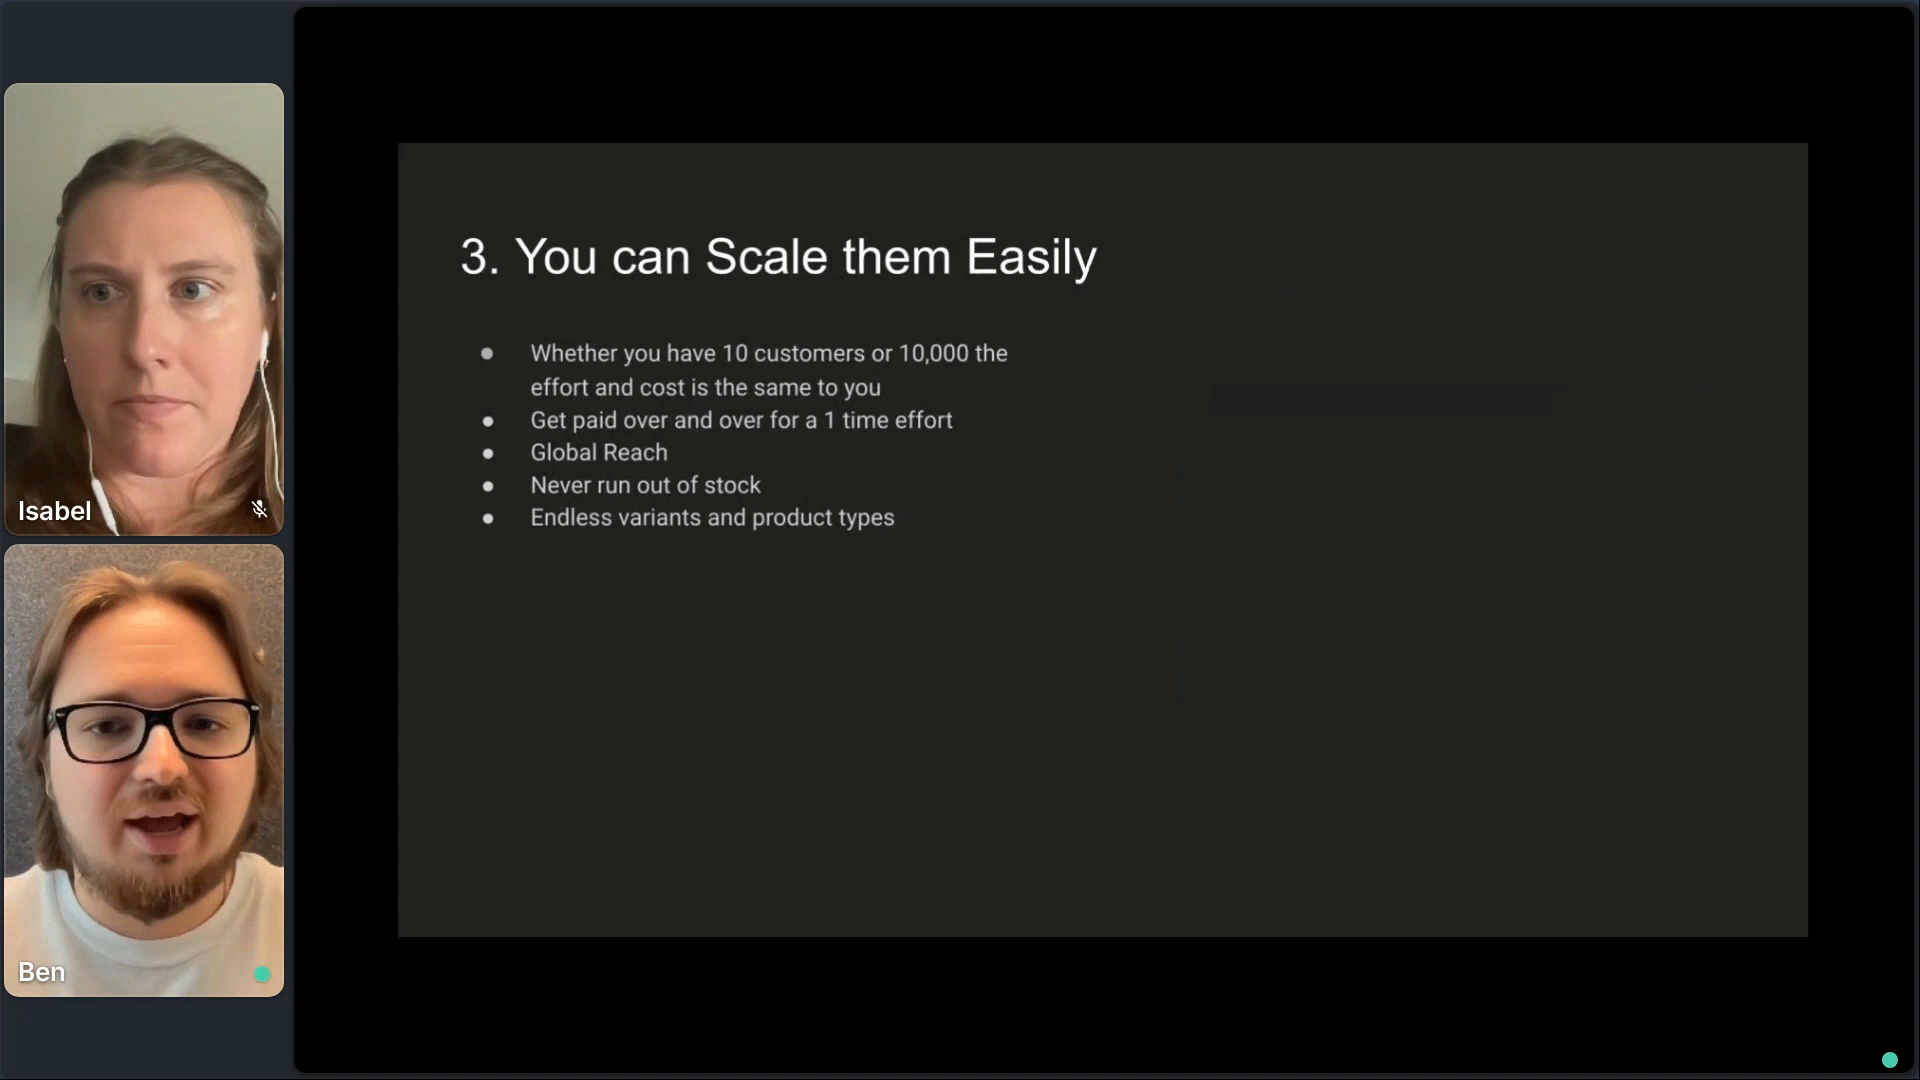 Isabel
Ben
3. You can Scale them Easily
● Whether you have 10 customers or 10,000 the
effort and cost is the same to you
● Get paid over and over for a 1 time effort
● Global Reach
● Never run out of stock
● Endless variants and product types